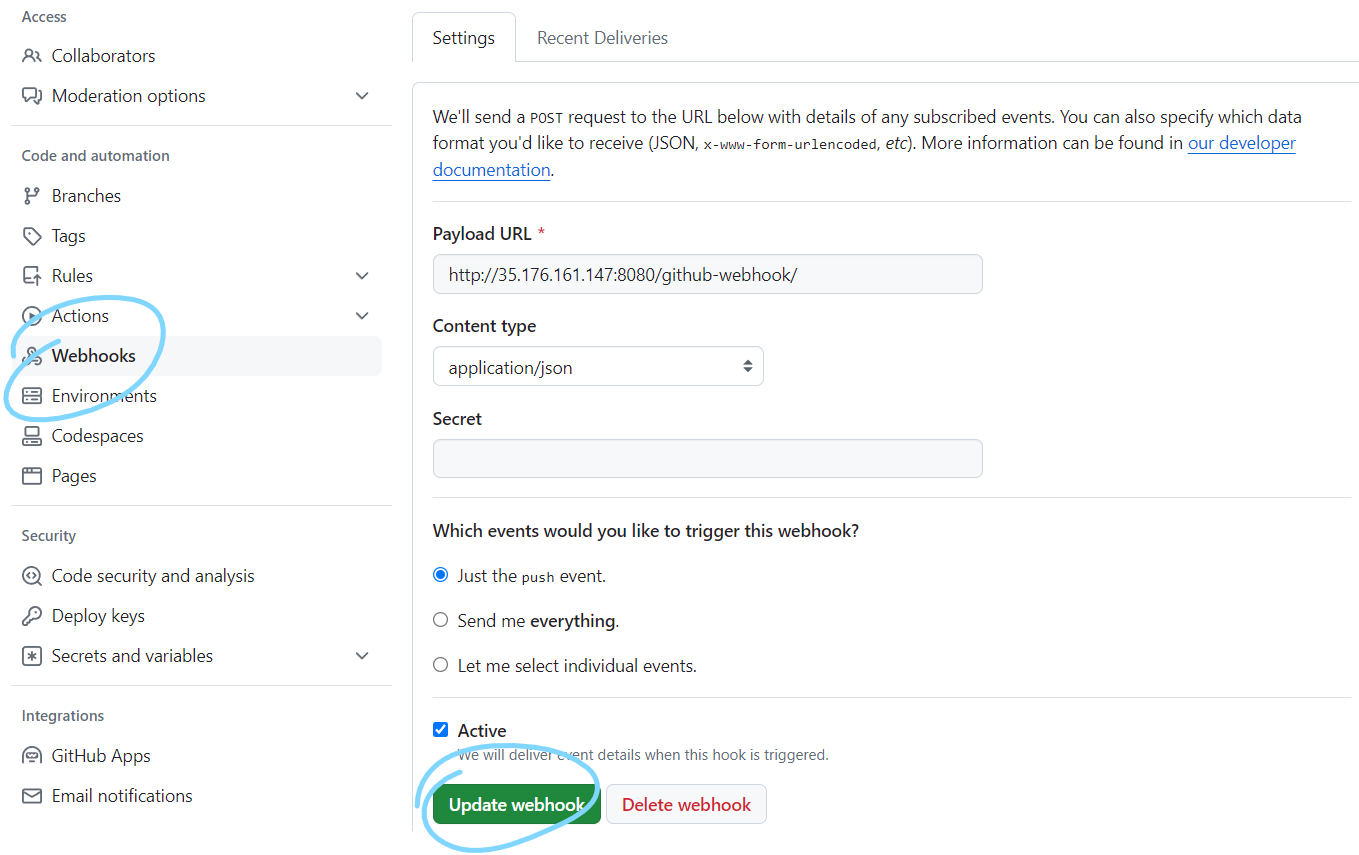 Access
Collaborators
Moderation options
Code and automation
Branches
Tags
Rules
Actions
Webhooks
Environments
Codespaces
Pages
Security
Code security and analysis
Deploy keys
Secrets and variables
Integrations
GitHub Apps
Email notifications
Settings
Recent Deliveries
We'll send a POST request to the URL below with details of any subscribed events. You can also specify which data
format you'd like to receive (JSON, x-www-form-urlencoded, etc). More information can be found in our developer
documentation.
Payload URL *
http://35.176.161.147:8080/github-webhook/
Content type
application/json
Secret
Which events would you like to trigger this webhook?
Just the push event.
Send me everything.
Let me select individual events.
Active
We will deliver event details when this hook is triggered.
Update webhook
Delete webhook